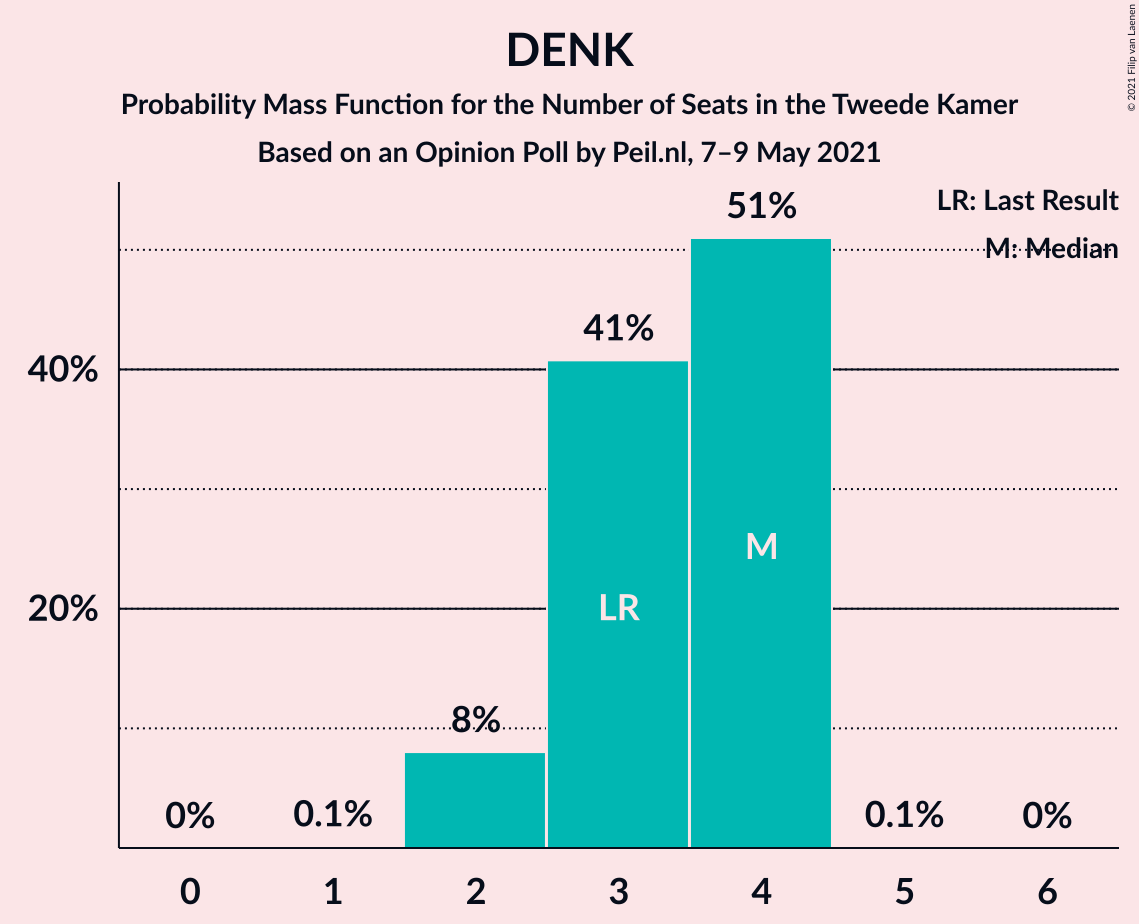 DENK
Probability Mass Function for the Number of Seats in the Tweede Kamer
Based on an Opinion Poll by Peil.nl, 7–9 May 2021
© 2021 Filip van Laenen
LR: Last Result
M: Median
51%
41%
40%
M
LR
20%
8%
0%
0.1%
0.1%
0%
0
1
2
3
4
5
6